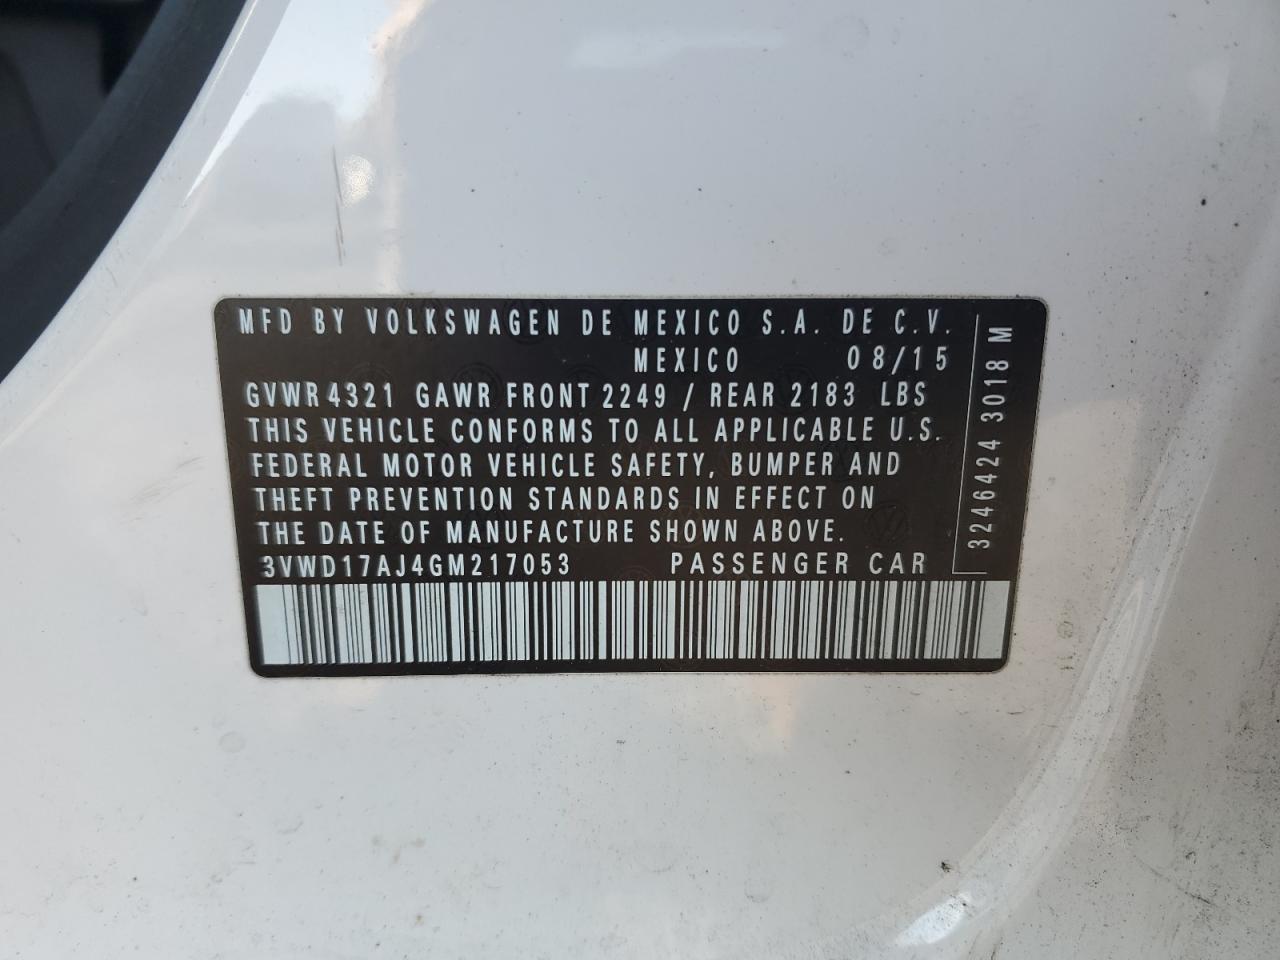 MFD BY VOLKSWAGEN DE MEXICO S.A. DE C.V.
MEXICO 08/15
GVWR 4321 GAWR FRONT 2249 / REAR 2183 LBS
THIS VEHICLE CONFORMS TO ALL APPLICABLE U.S.
FEDERAL MOTOR VEHICLE SAFETY, BUMPER AND
THEFT PREVENTION STANDARDS IN EFFECT ON
THE DATE OF MANUFACTURE SHOWN ABOVE.
3VWD17AJ4GM217053 PASSENGER CAR
3246424 3018 M